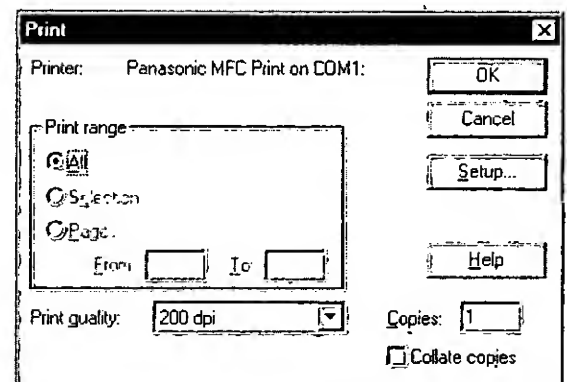 Print
Printer: Panasonic MFC Print on COM1:
OK
Cancel
Setup...
Help
Print range
All
Selection
Page
From To:
Print quality: 200 dpi
Copies: 1
Collate copies